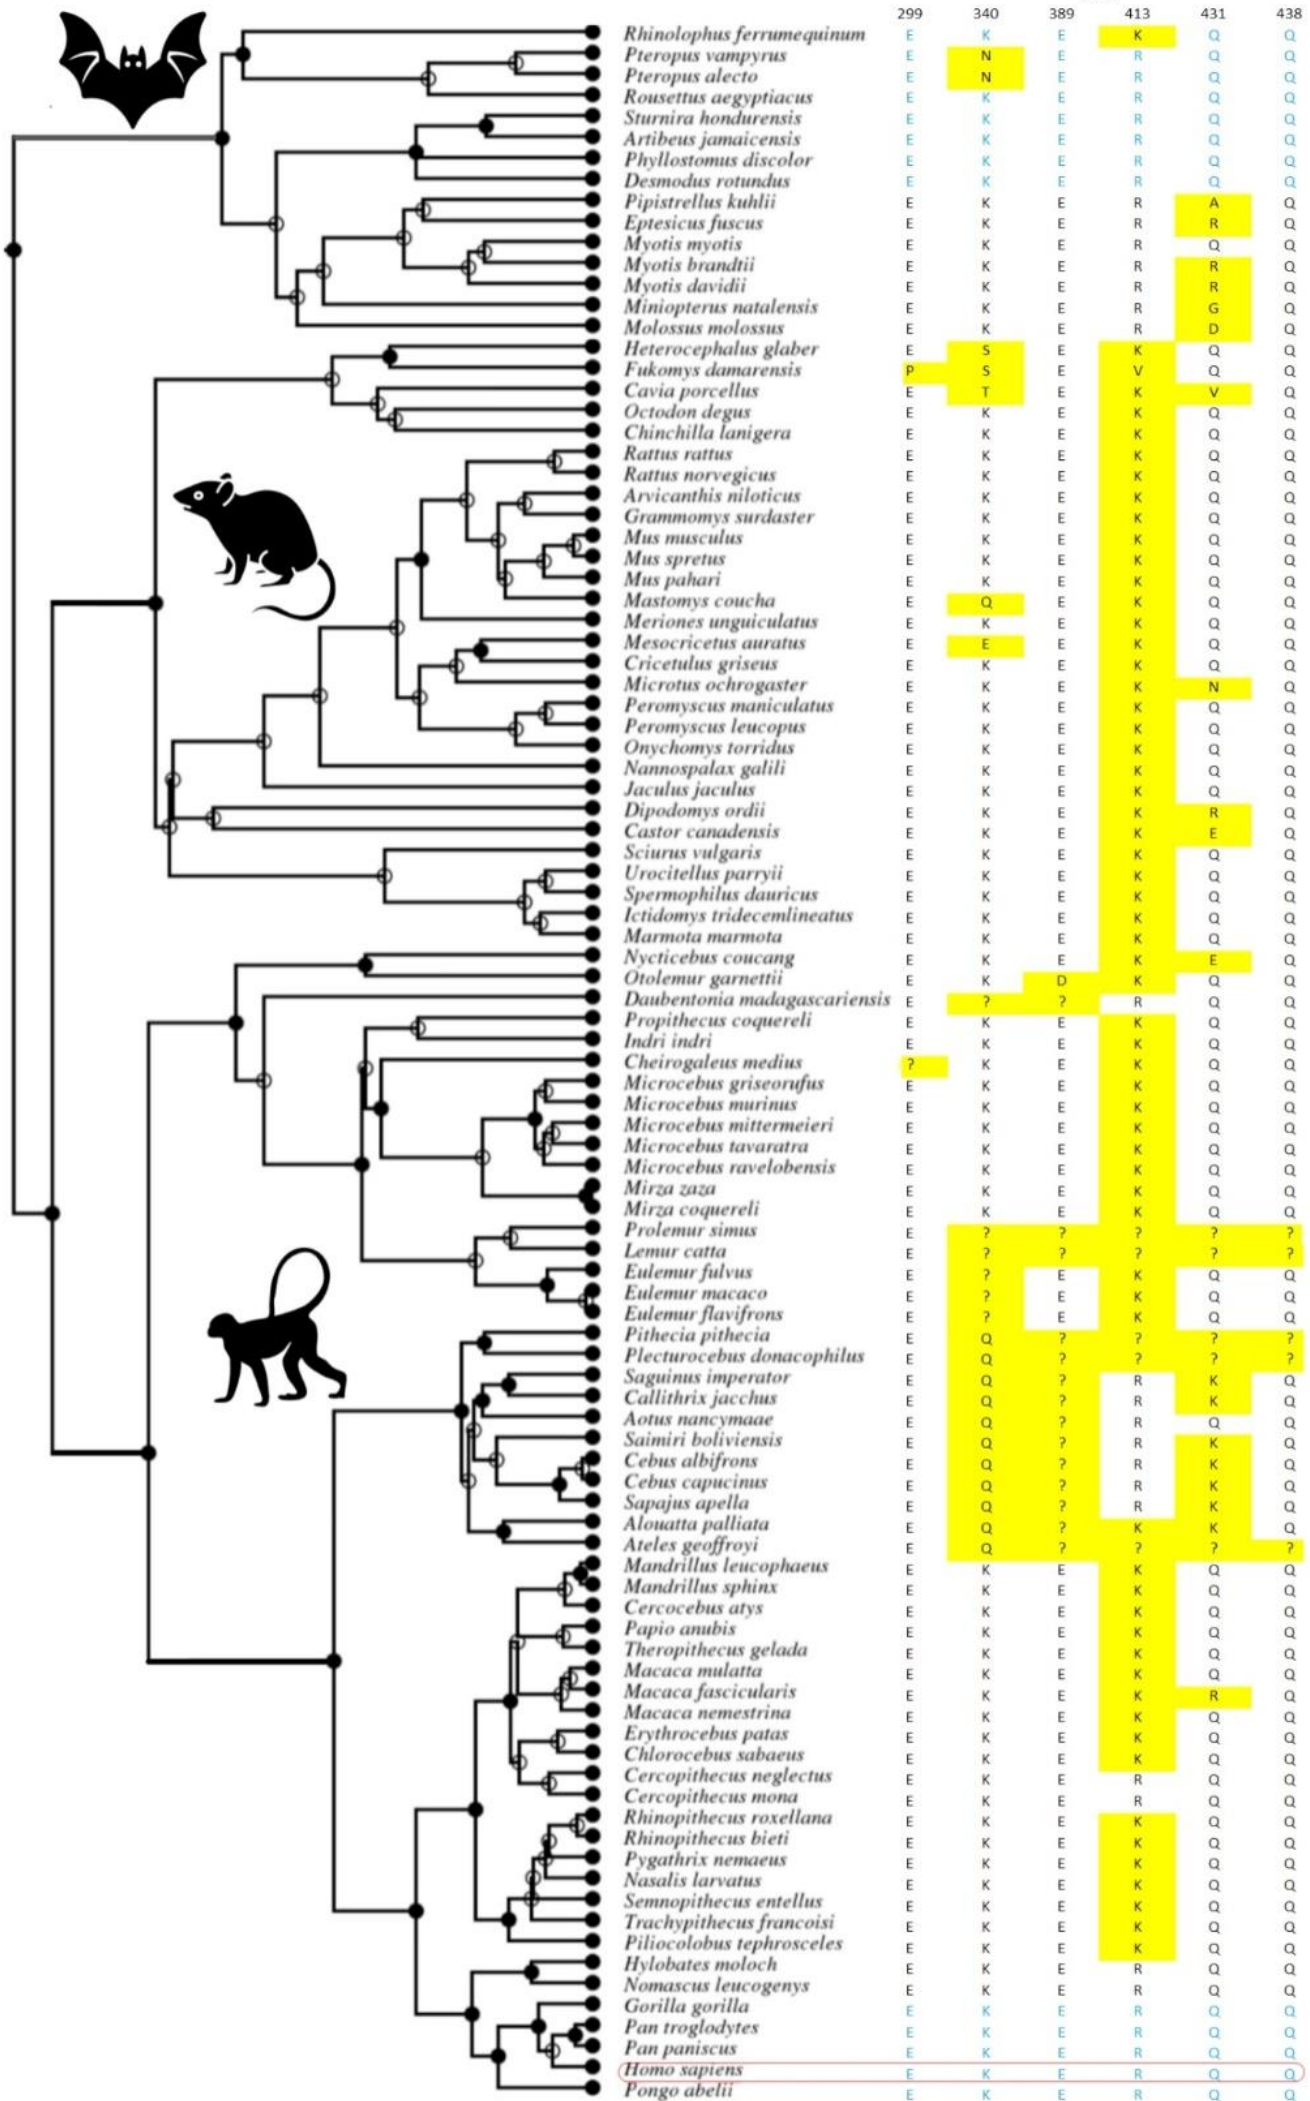 299 340 389 413 431 438
Rhinolophus ferrumequinum E K E K Q Q
Pteropus vampyrus E N E R Q Q
Pteropus alecto E N E R Q Q
Rousettus aegyptiacus E K E R Q Q
Sturnira hondurensis E K E R Q Q
Artibeus jamaicensis E K E R Q Q
Phyllostomus discolor E K E R Q Q
Desmodus rotundus E K E R Q Q
Pipistrellus kuhlii E K E R A Q
Eptesicus fuscus E K E R R Q
Myotis myotis E K E R Q Q
Myotis brandtii E K E R R Q
Myotis davidii E K E R R Q
Miniopterus natalensis E K E R G Q
Molossus molossus E K E R D Q
Heterocephalus glaber E S E K Q Q
Fukomys damarensis P S E V Q Q
Cavia porcellus E T E K V Q
Octodon degus E K E K Q Q
Chinchilla lanigera E K E K Q Q
Rattus rattus E K E K Q Q
Rattus norvegicus E K E K Q Q
Arvicanthis niloticus E K E K Q Q
Grammomys surdaster E K E K Q Q
Mus musculus E K E K Q Q
Mus spretus E K E K Q Q
Mus pahari E K E K Q Q
Mastomys coucha E Q E K Q Q
Meriones unguiculatus E K E K Q Q
Mesocricetus auratus E E E K Q Q
Cricetulus griseus E K E K Q Q
Microtus ochrogaster E K E K N Q
Peromyscus maniculatus E K E K Q Q
Peromyscus leucopus E K E K Q Q
Onychomys torridus E K E K Q Q
Nannospalax galili E K E K Q Q
Jaculus jaculus E K E K Q Q
Dipodomys ordii E K E K R Q
Castor canadensis E K E K E Q
Sciurus vulgaris E K E K Q Q
Urocitellus parryii E K E K Q Q
Spermophilus dauricus E K E K Q Q
Ictidomys tridecemlineatus E K E K Q Q
Marmota marmota E K E K Q Q
Nycticebus coucang E K E K E Q
Otolemur garnettii E K D K Q Q
Daubentonia madagascariensis E ? ? R Q Q
Propithecus coquereli E K E K Q Q
Indri indri E K E K Q Q
Cheirogaleus medius ? K E K Q Q
Microcebus griseorufus E K E K Q Q
Microcebus murinus E K E K Q Q
Microcebus mittermeieri E K E K Q Q
Microcebus tavaratra E K E K Q Q
Microcebus ravelobensis E K E K Q Q
Mirza zaza E K E K Q Q
Mirza coquereli E K E K Q Q
Prolemur simus E ? ? ? ? ?
Lemur catta E ? ? ? ? ?
Eulemur fulvus E ? E K Q Q
Eulemur macaco E ? E K Q Q
Eulemur flavifrons E ? E K Q Q
Pithecia pithecia E Q ? ? ? ?
Plecturocebus donacophilus E Q ? ? ? ?
Saguinus imperator E Q ? R K Q
Callithrix jacchus E Q ? R K Q
Aotus nancymaae E Q ? R Q Q
Saimiri boliviensis E Q ? R K Q
Cebus albifrons E Q ? R K Q
Cebus capucinus E Q ? R K Q
Sapajus apella E Q ? R K Q
Alouatta palliata E Q ? K K Q
Ateles geoffroyi E Q ? ? ? ?
Mandrillus leucophaeus E K E K Q Q
Mandrillus sphinx E K E K Q Q
Cercocebus atys E K E K Q Q
Papio anubis E K E K Q Q
Theropithecus gelada E K E K Q Q
Macaca mulatta E K E K Q Q
Macaca fascicularis E K E K R Q
Macaca nemestrina E K E K Q Q
Erythrocebus patas E K E K Q Q
Chlorocebus sabaeus E K E K Q Q
Cercopithecus neglectus E K E R Q Q
Cercopithecus mona E K E R Q Q
Rhinopithecus roxellana E K E K Q Q
Rhinopithecus bieti E K E K Q Q
Pygathrix nemaeus E K E K Q Q
Nasalis larvatus E K E K Q Q
Semnopithecus entellus E K E K Q Q
Trachypithecus francoisi E K E K Q Q
Piliocolobus tephrosceles E K E K Q Q
Hylobates moloch E K E R Q Q
Nomascus leucogenys E K E R Q Q
Gorilla gorilla E K E R Q Q
Pan troglodytes E K E R Q Q
Pan paniscus E K E R Q Q
Homo sapiens E K E R Q Q
Pongo abelii E K E R Q Q